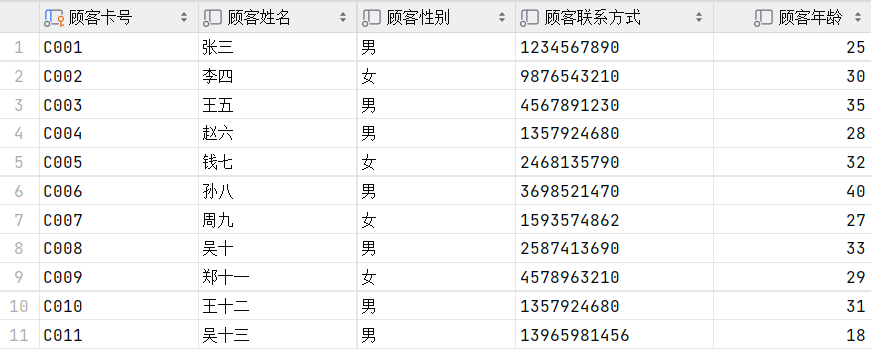 顾客卡号 顾客姓名 顾客性别 顾客联系方式 顾客年龄
1 C001 张三 男 1234567890 25
2 C002 李四 女 9876543210 30
3 C003 王五 男 4567891230 35
4 C004 赵六 男 1357924680 28
5 C005 钱七 女 2468135790 32
6 C006 孙八 男 3698521470 40
7 C007 周九 女 1593574862 27
8 C008 吴十 男 2587413690 33
9 C009 郑十一 女 4578963210 29
10 C010 王十二 男 1357924680 31
11 C011 吴十三 男 13965981456 18